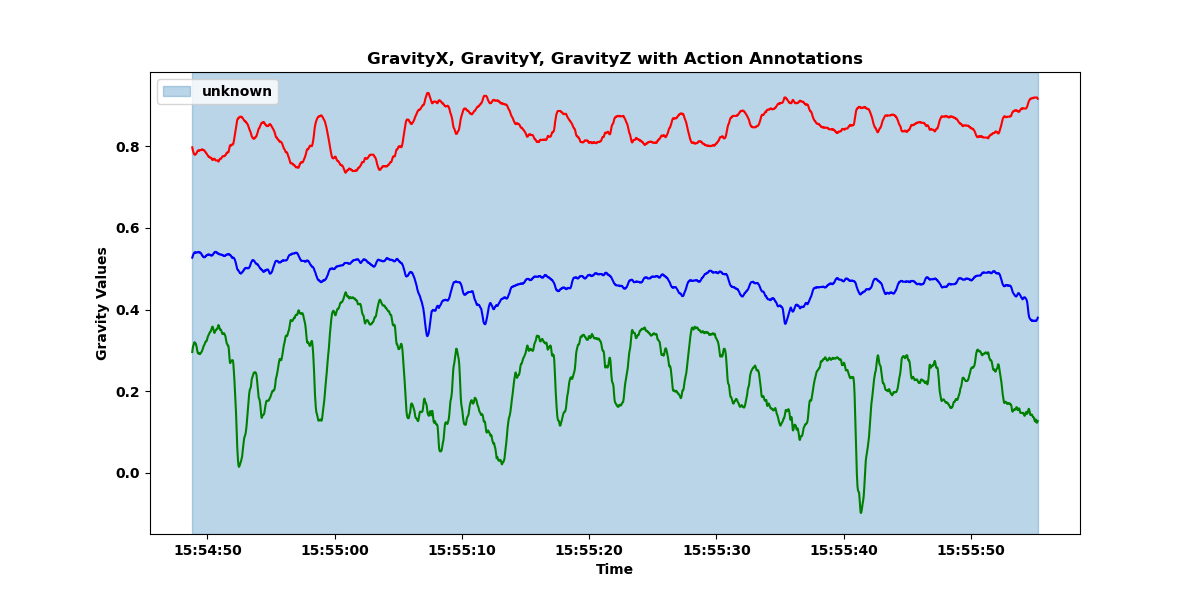 GravityX, GravityY, GravityZ with Action Annotations
unknown
0.8
0.6
0.4
0.2
0.0
Gravity Values
15:54:50 15:55:00 15:55:10 15:55:20 15:55:30 15:55:40 15:55:50
Time